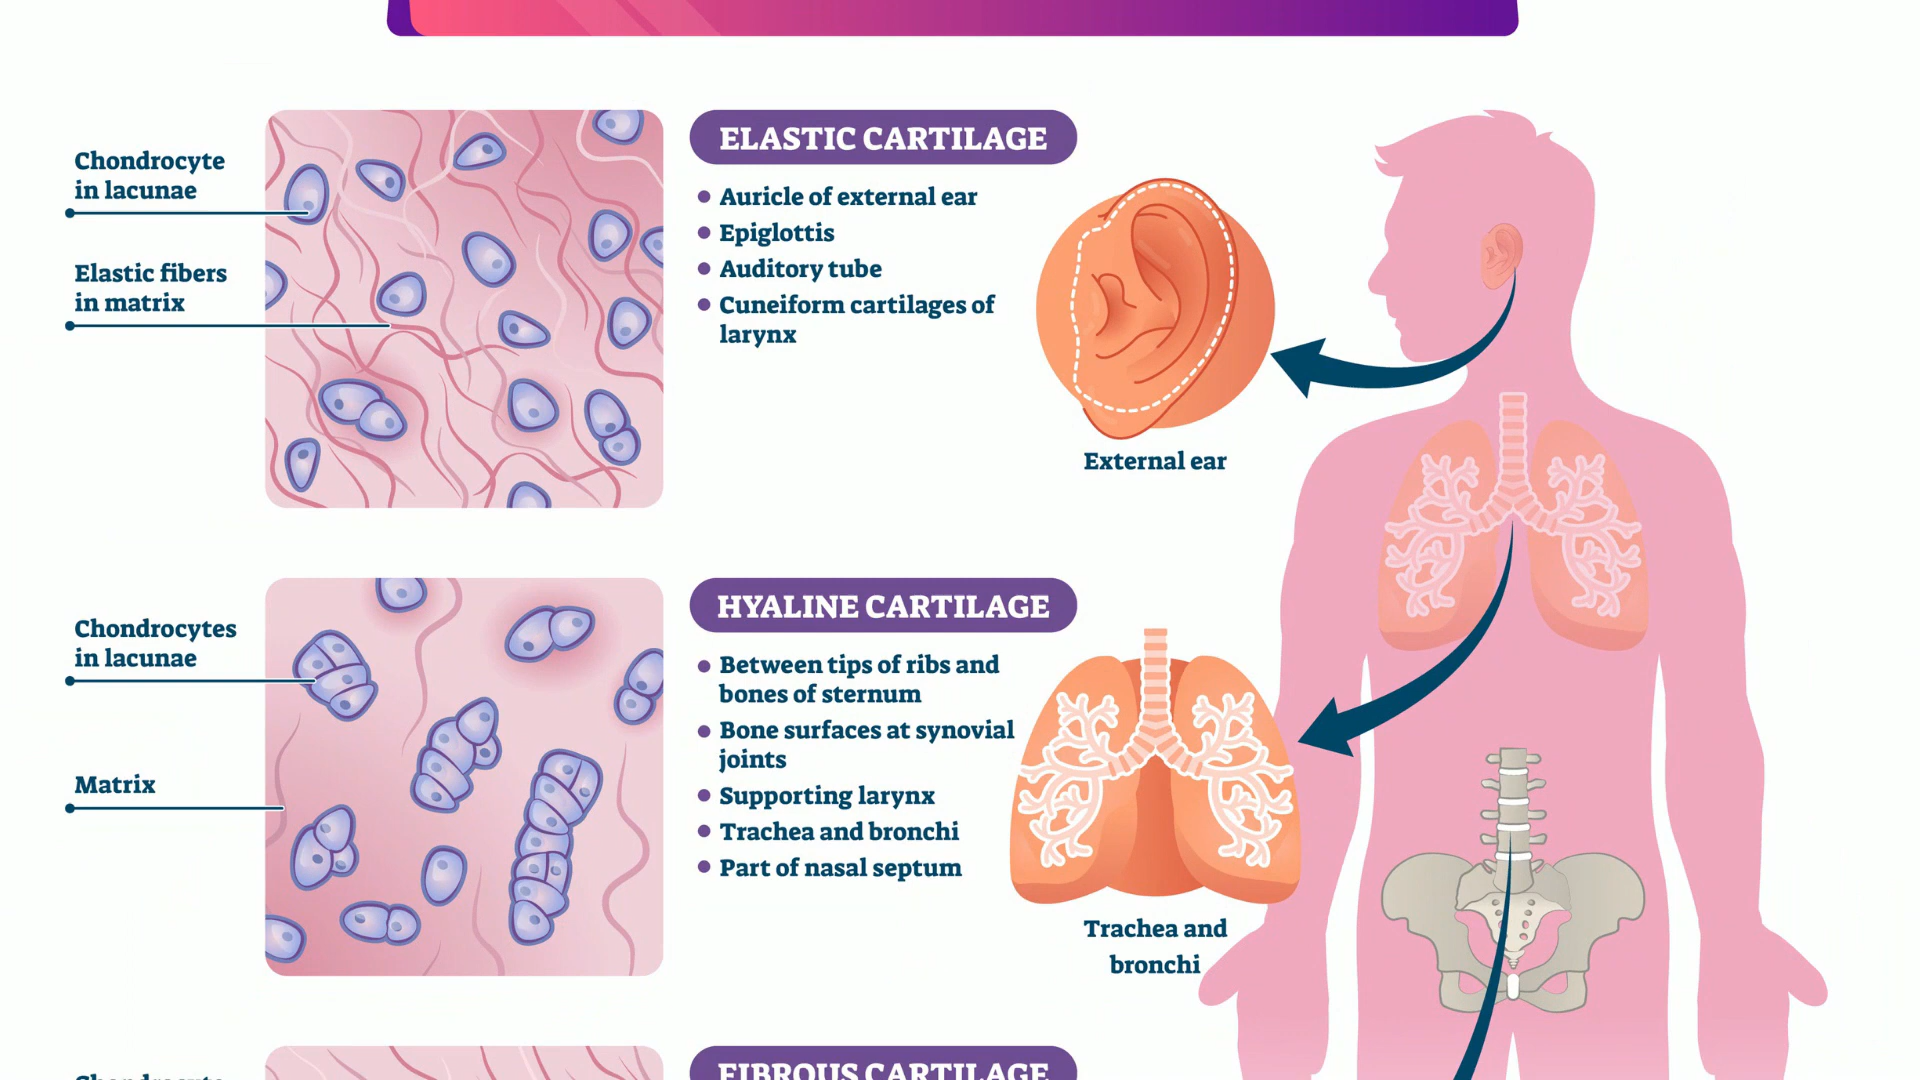 Chondrocyte
in lacunae
Elastic fibers
in matrix
ELASTIC CARTILAGE
Auricle of external ear
Epiglottis
Auditory tube
Cuneiform cartilages of
larynx
External ear
Chondrocytes
in lacunae
Matrix
HYALINE CARTILAGE
Between tips of ribs and
bones of sternum
Bone surfaces at synovial
joints
Supporting larynx
Trachea and bronchi
Part of nasal septum
Trachea and
bronchi
FIBROUS CARTILAGE